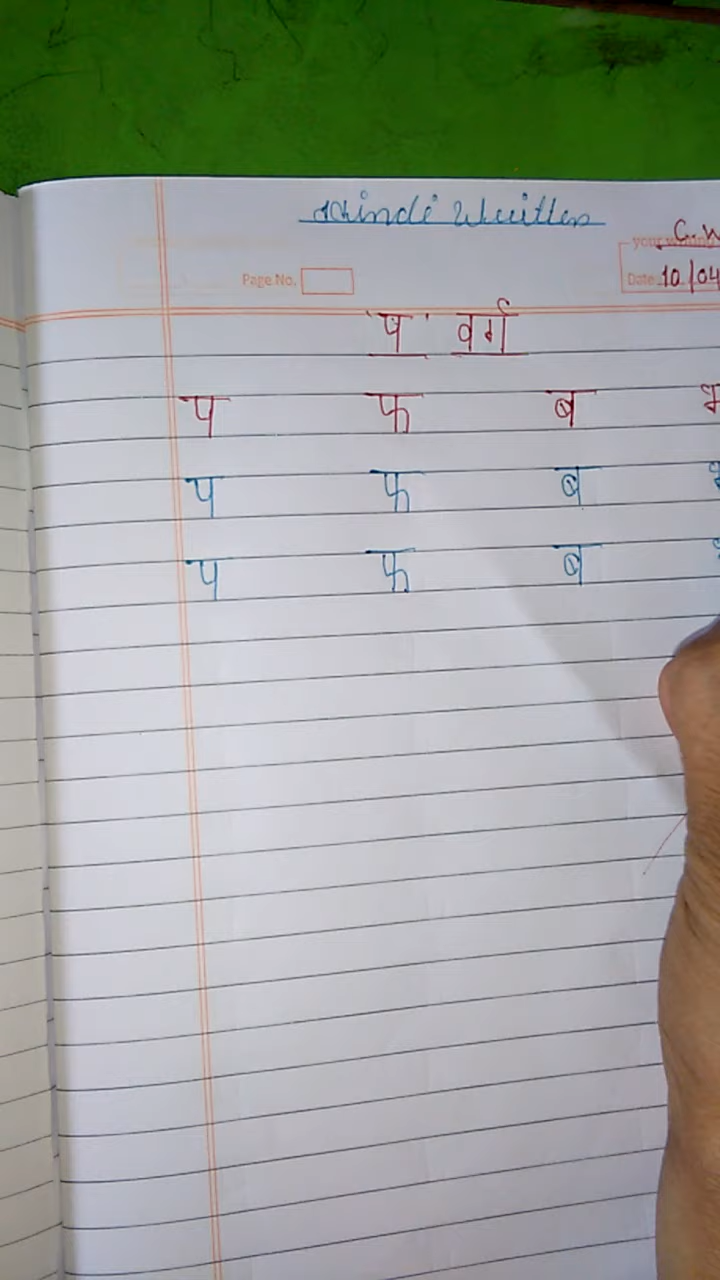 Hindi Written
C.W
Page No.
Date 10/04
'प' वर्ग
प फ ब भ
प फ ब भ
प फ ब भ